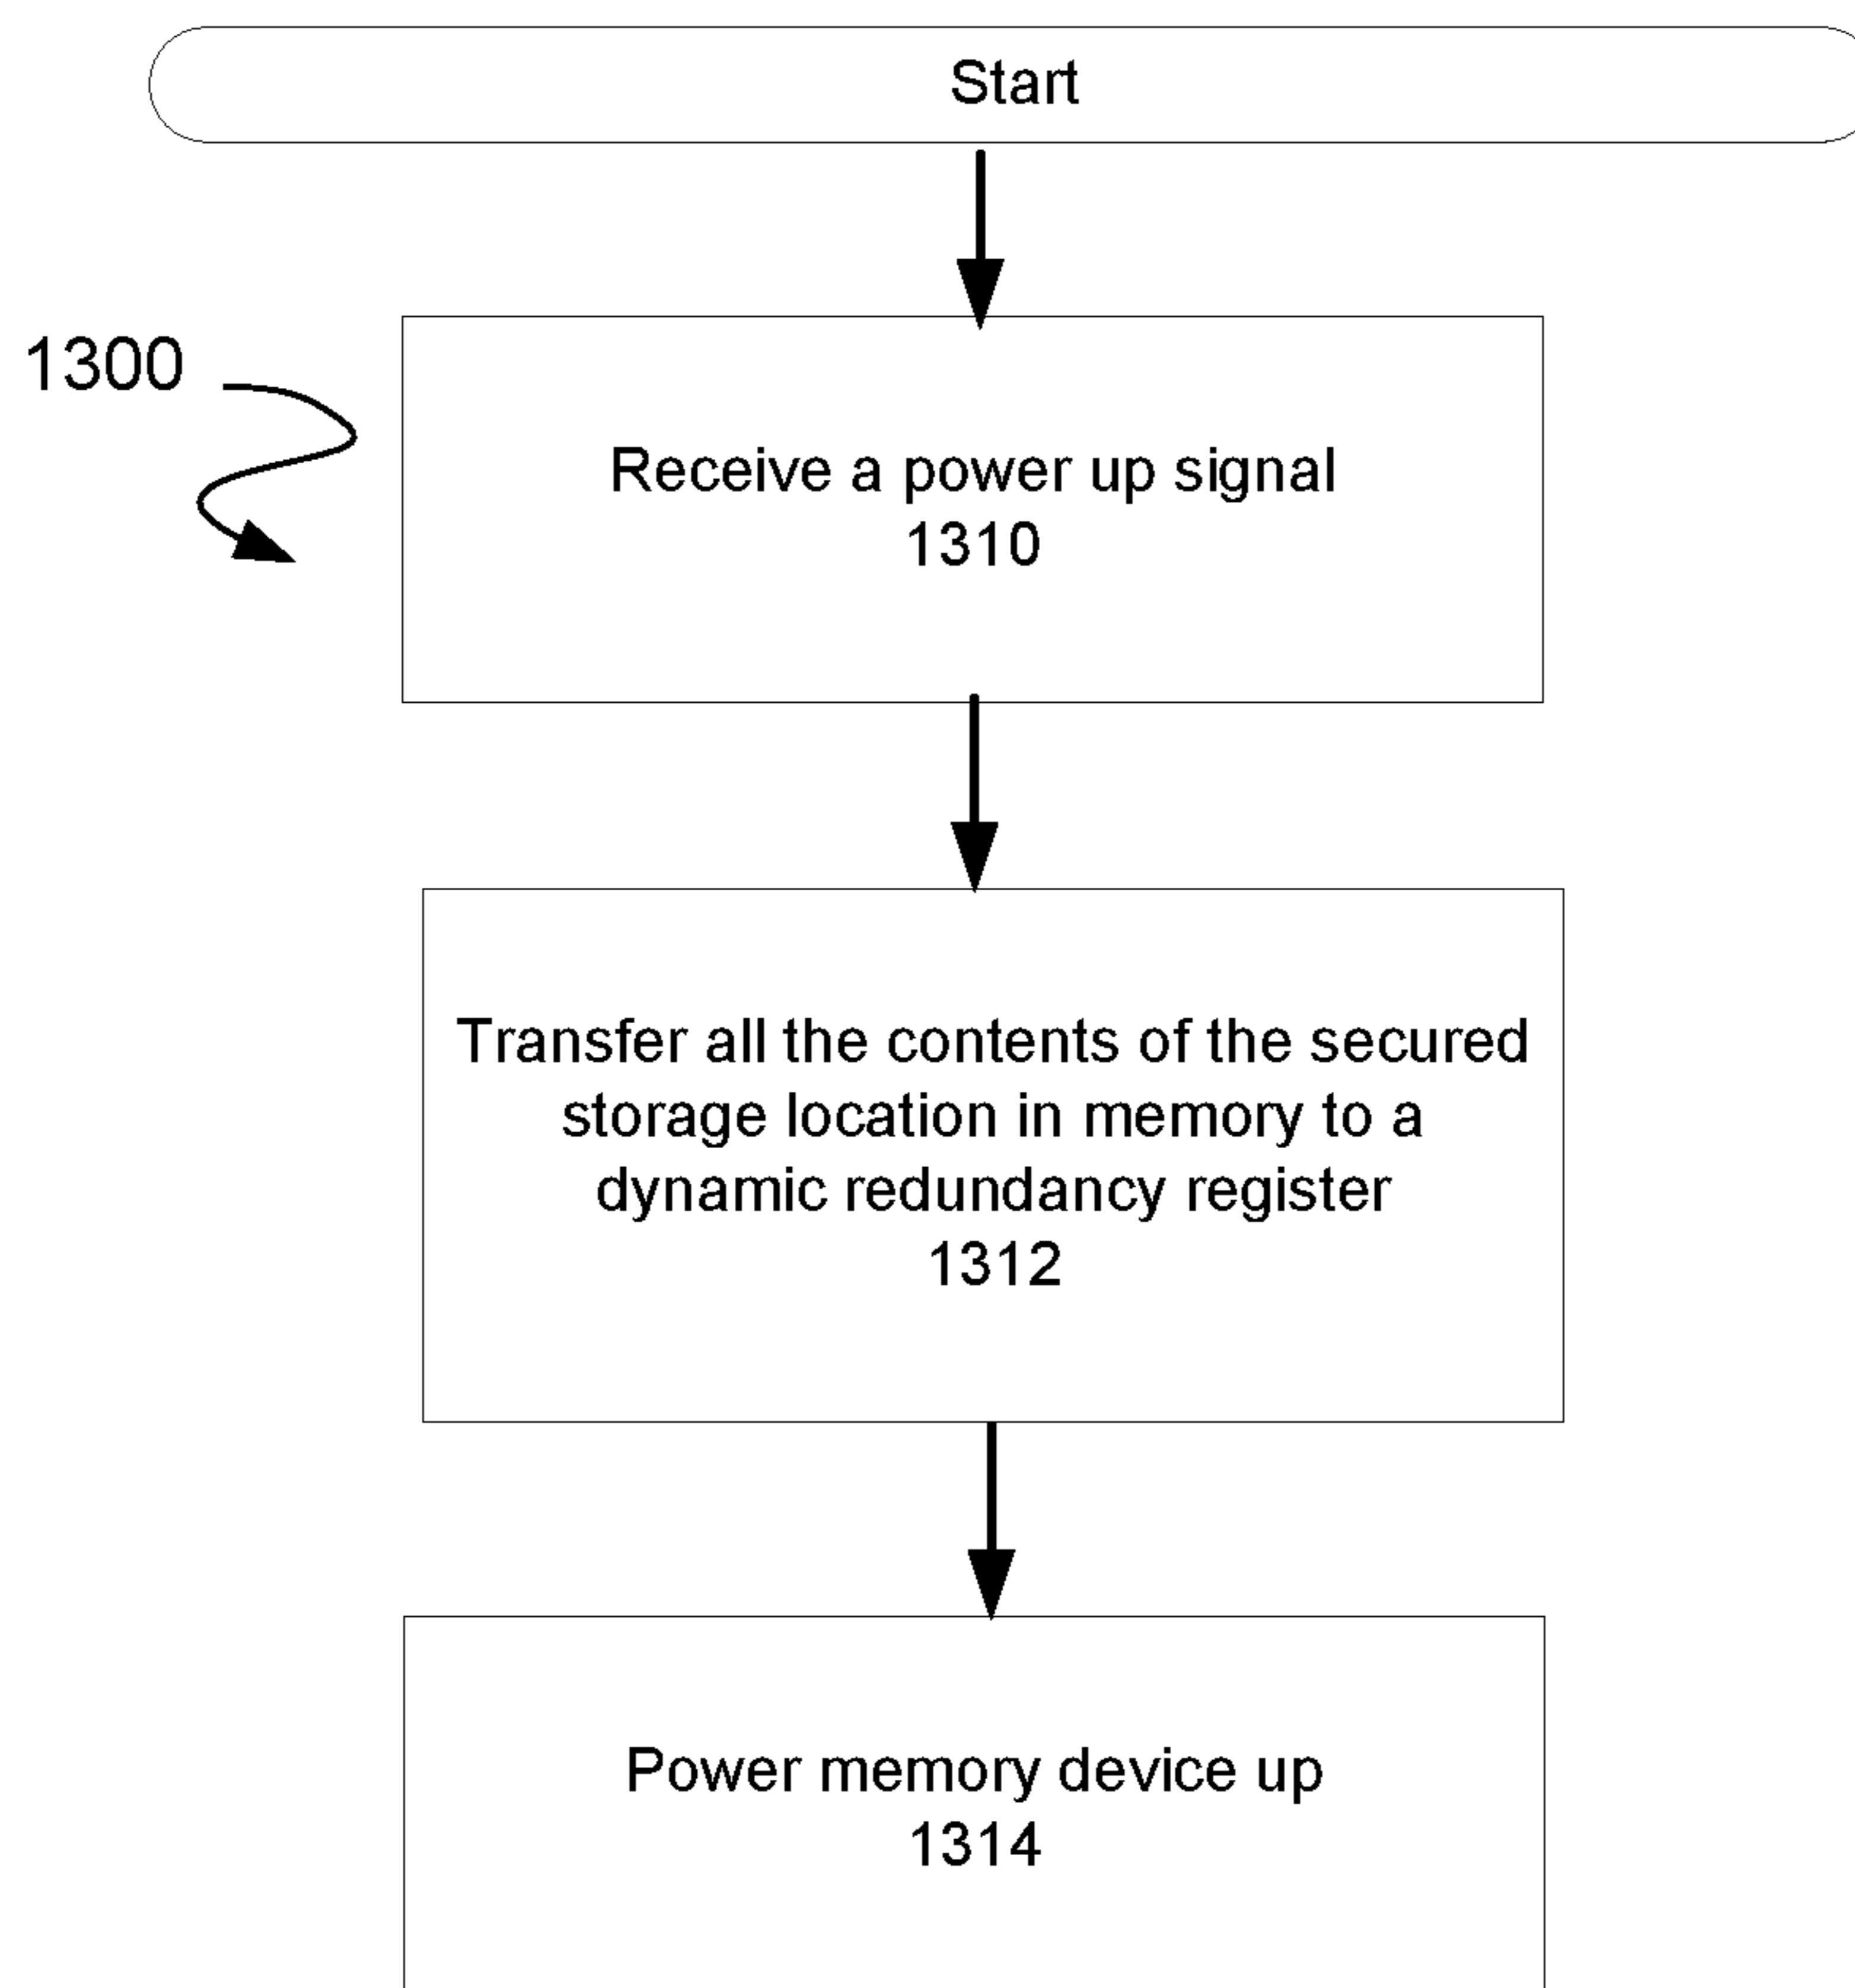 Start
1300
Receive a power up signal
1310
Transfer all the contents of the secured
storage location in memory to a
dynamic redundancy register
1312
Power memory device up
1314